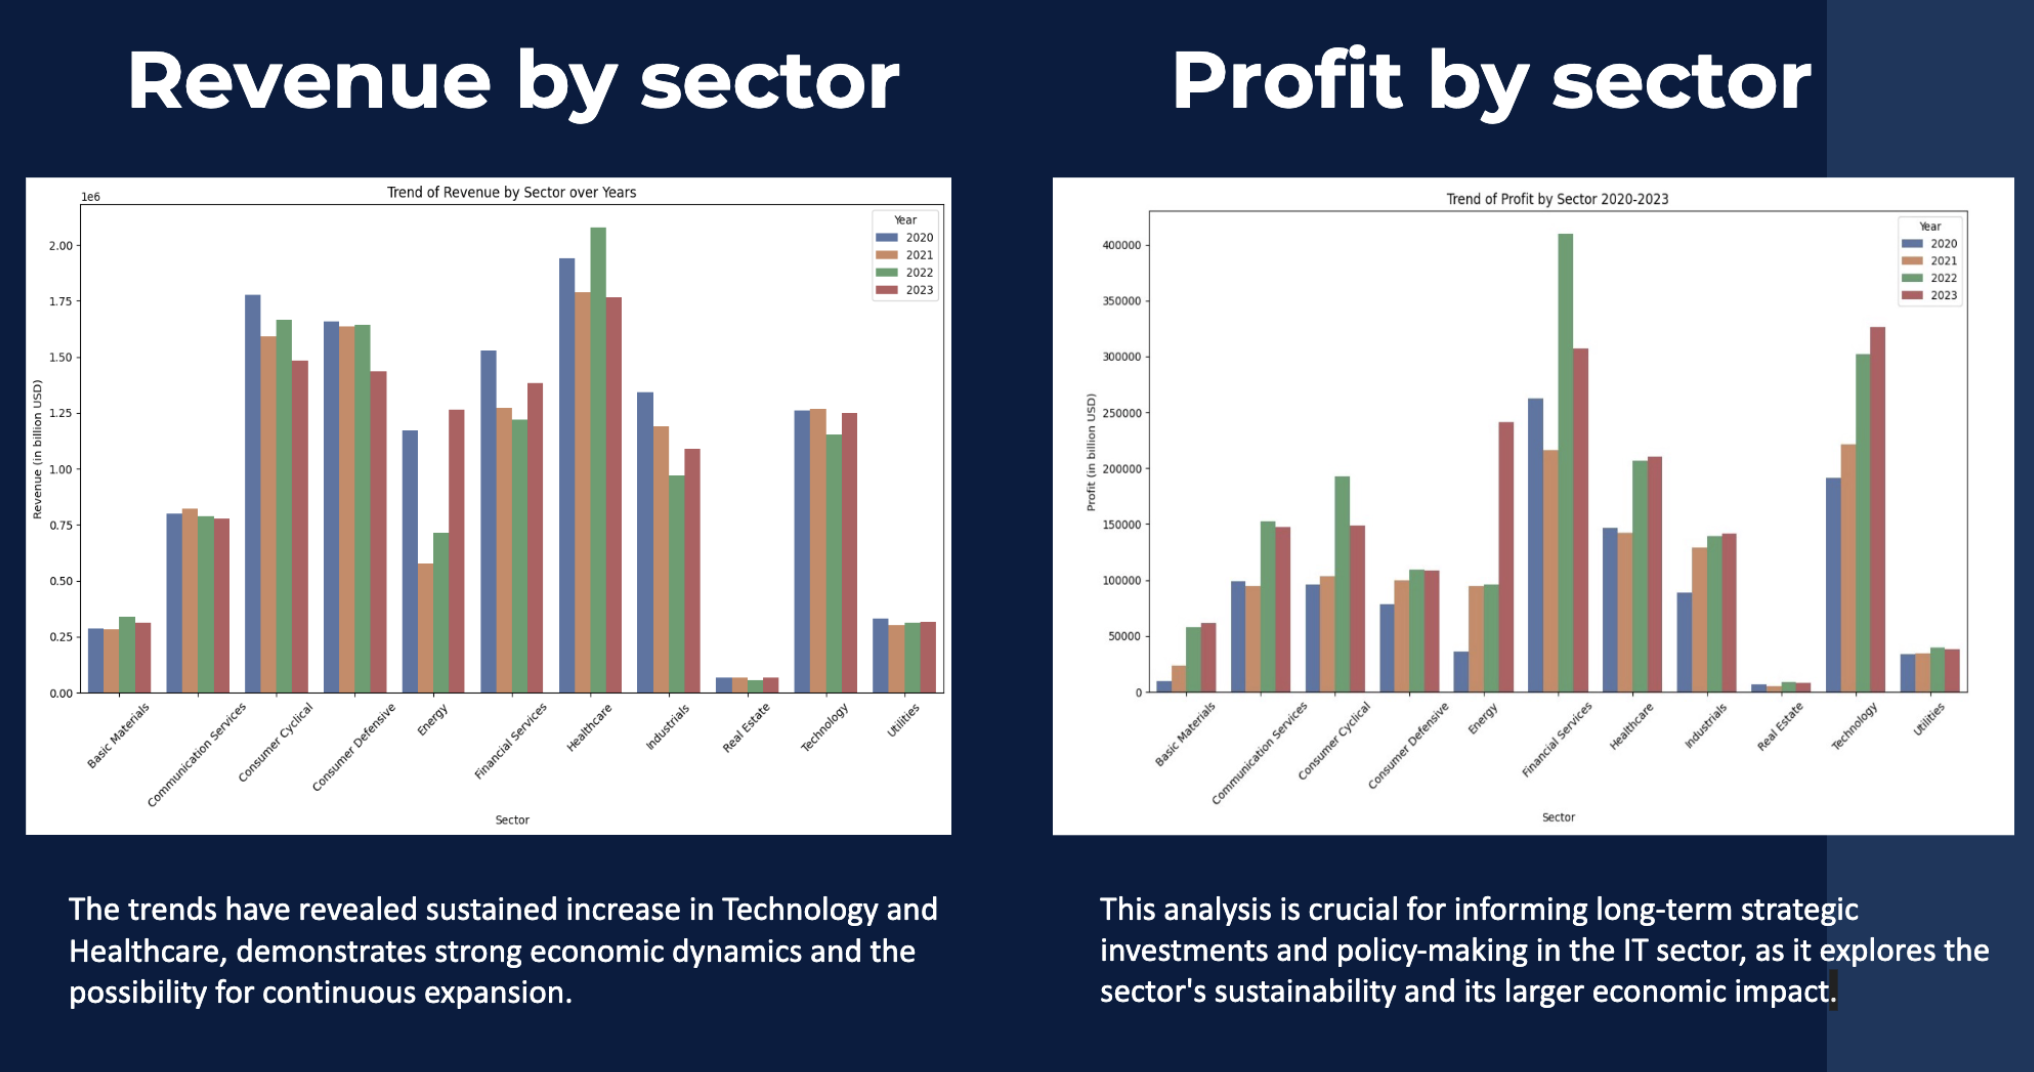 Revenue by sector
Profit by sector
Trend of Revenue by Sector over Years
1e6
Year
2020
2021
2022
2023
2.00
1.75
1.50
1.25
1.00
0.75
0.50
0.25
0.00
Revenue (in billion USD)
Basic Materials
Communication Services
Consumer Cyclical
Consumer Defensive
Energy
Financial Services
Healthcare
Industrials
Real Estate
Technology
Utilities
Sector
Trend of Profit by Sector 2020-2023
Year
2020
2021
2022
2023
400000
350000
300000
250000
200000
150000
100000
50000
0
Profit (in billion USD)
Basic Materials
Communication Services
Consumer Cyclical
Consumer Defensive
Energy
Financial Services
Healthcare
Industrials
Real Estate
Technology
Utilities
Sector
The trends have revealed sustained increase in Technology and
Healthcare, demonstrates strong economic dynamics and the
possibility for continuous expansion.
This analysis is crucial for informing long-term strategic
investments and policy-making in the IT sector, as it explores the
sector's sustainability and its larger economic impact.